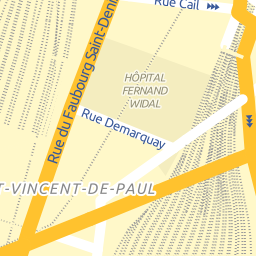 Rue Cail
Rue du Faubourg Saint-Deni
HÔPITAL
FERNAND
WIDAL
Rue Demarquay
T-VINCENT-DE-PAUL